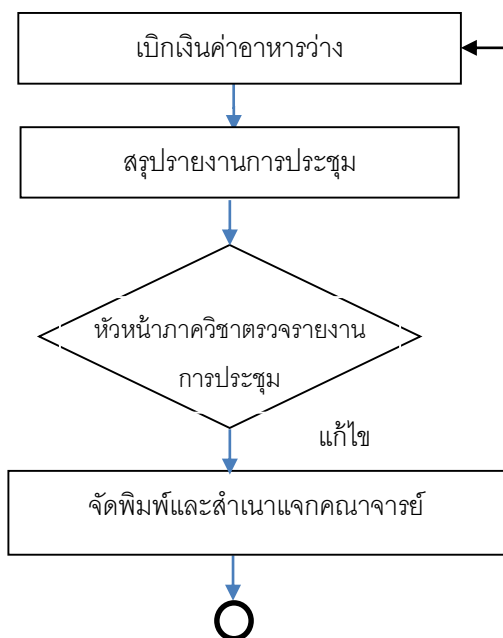 เบิกเงินค่าอาหารว่าง
สรุปรายงานการประชุม
หัวหน้าภาควิชาตรวจรายงาน
การประชุม
แก้ไข
จัดพิมพ์และสำเนาแจกคณาจารย์